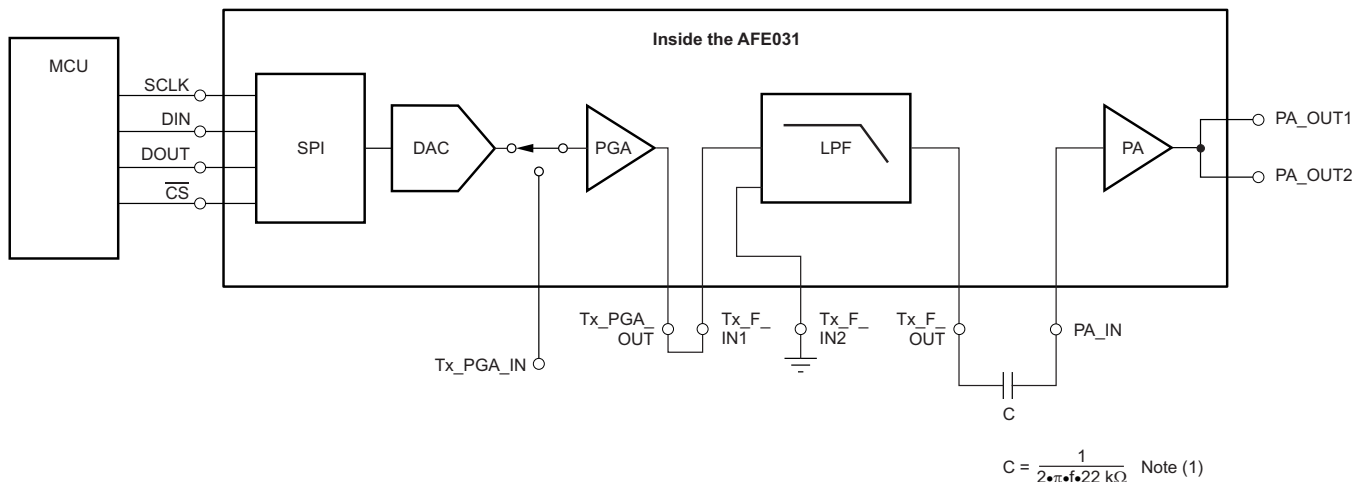 Inside the AFE031
MCU
SCLK
DIN
DOUT
CS
SPI
DAC
PGA
LPF
PA
PA_OUT1
PA_OUT2
Tx_PGA_
OUT
Tx_F_
IN1
Tx_F_
IN2
Tx_F_
OUT
PA_IN
Tx_PGA_IN
C
C = 1 / 2•π•f•22 kΩ Note (1)